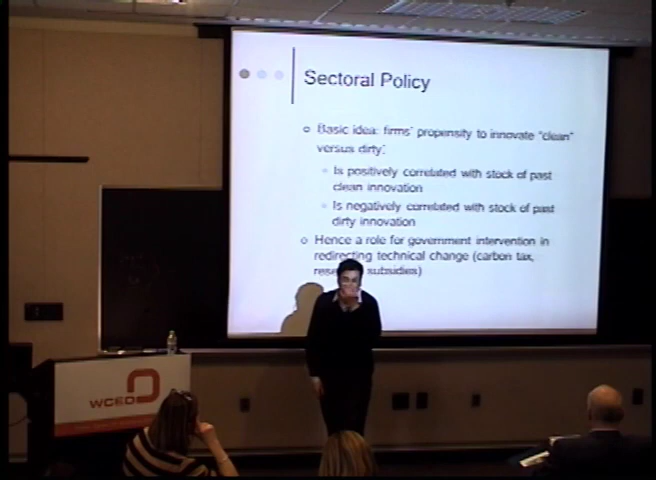 Sectoral Policy
Basic idea: firms' propensity to innovate "clean"
versus dirty:
Is positively correlated with stock of past
clean innovation
Is negatively correlated with stock of past
dirty innovation
Hence a role for government intervention in
redirecting technical change (carbon tax,
subsidies)
WCEO